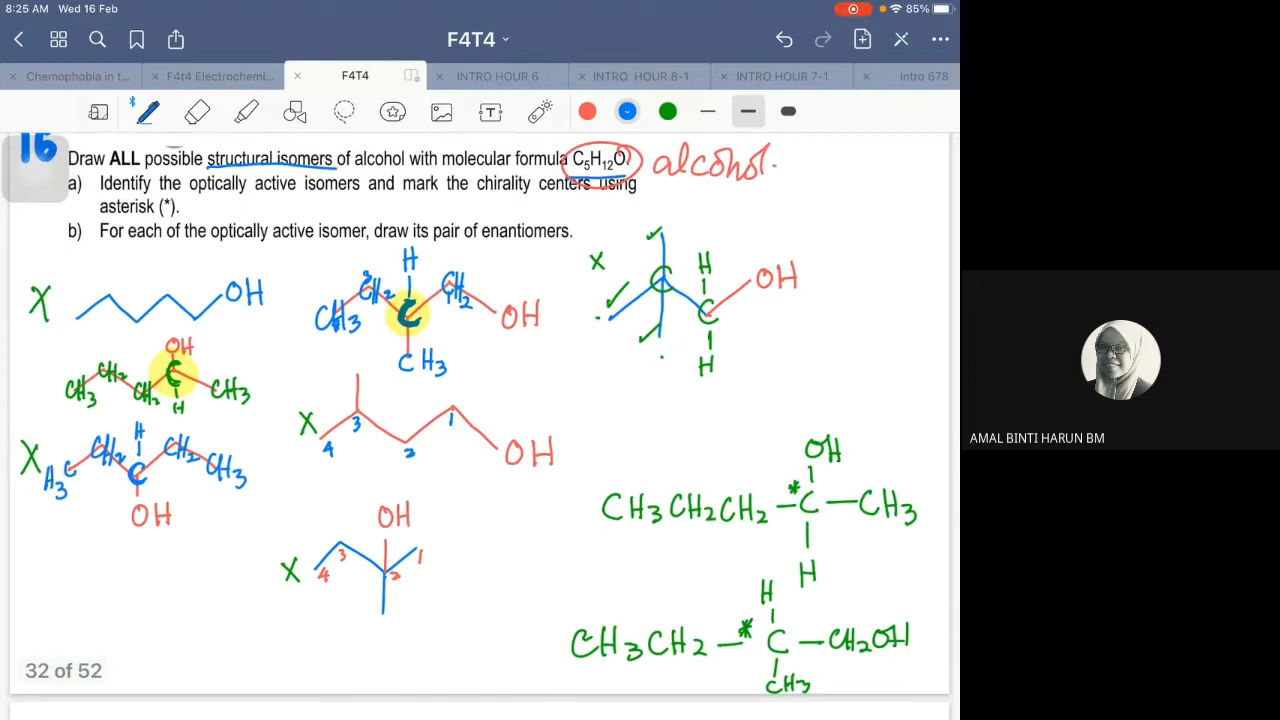 8:25 AM Wed 16 Feb
85%
F4T4
Chemophobia in t...
F4t4 Electrochemi...
F4T4
INTRO HOUR 6
INTRO HOUR 8-1
INTRO HOUR 7-1
Intro 678
16
Draw ALL possible structural isomers of alcohol with molecular formula C5H12O. alcohol.
a) Identify the optically active isomers and mark the chirality centers using
asterisk (*).
b) For each of the optically active isomer, draw its pair of enantiomers.
X OH
H
3 CH2 CH2 1
4 CH3 C OH
CH3
X H
C OH
H
OH
CH3 CH2 CH2 C CH3
H
X 4 3 2 1 OH
X H
H3C CH2 C CH2 CH3
OH
OH
X 4 3 2 1
OH
CH3CH2CH2 - *C - CH3
H
H
CH3CH2 - *C - CH2OH
CH3
32 of 52
AMAL BINTI HARUN BM